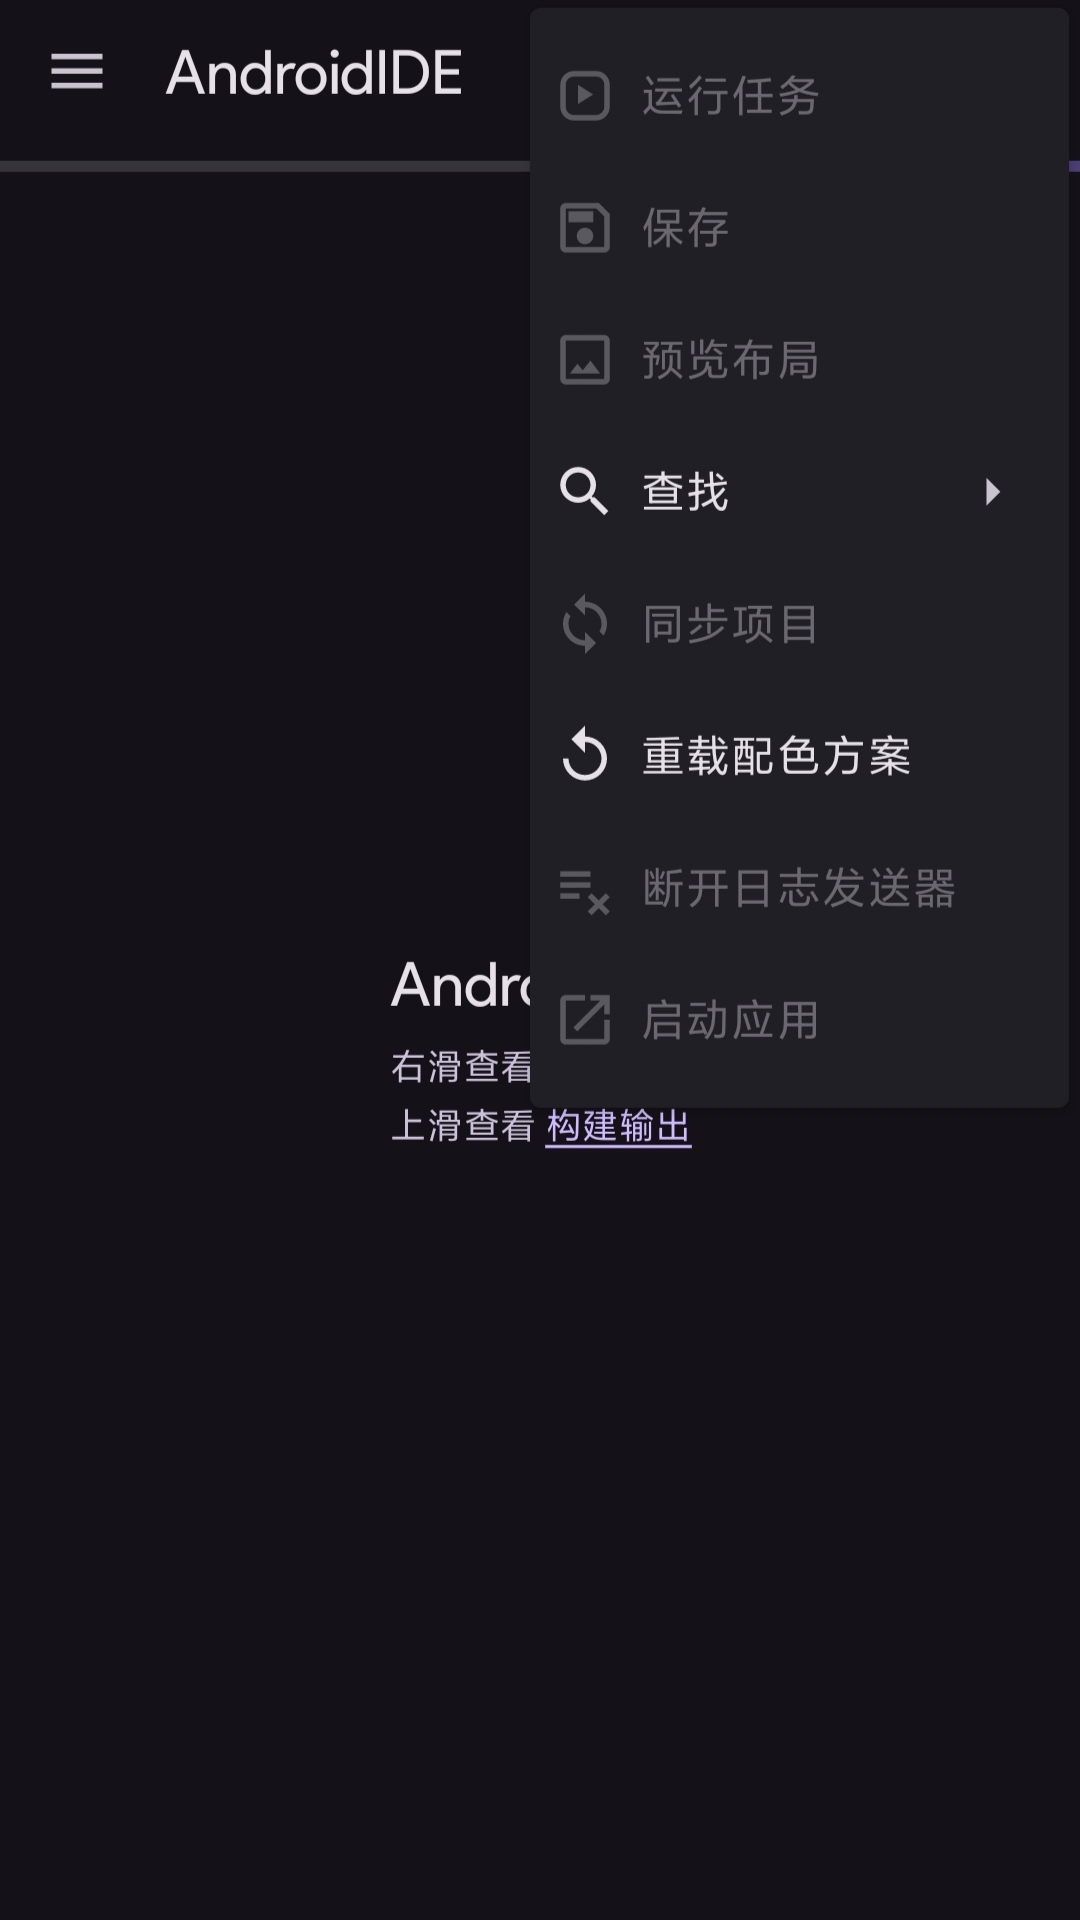 AndroidIDE
运行任务
保存
预览布局
查找
同步项目
重载配色方案
断开日志发送器
启动应用
Andro
右滑查看
上滑查看 构建输出